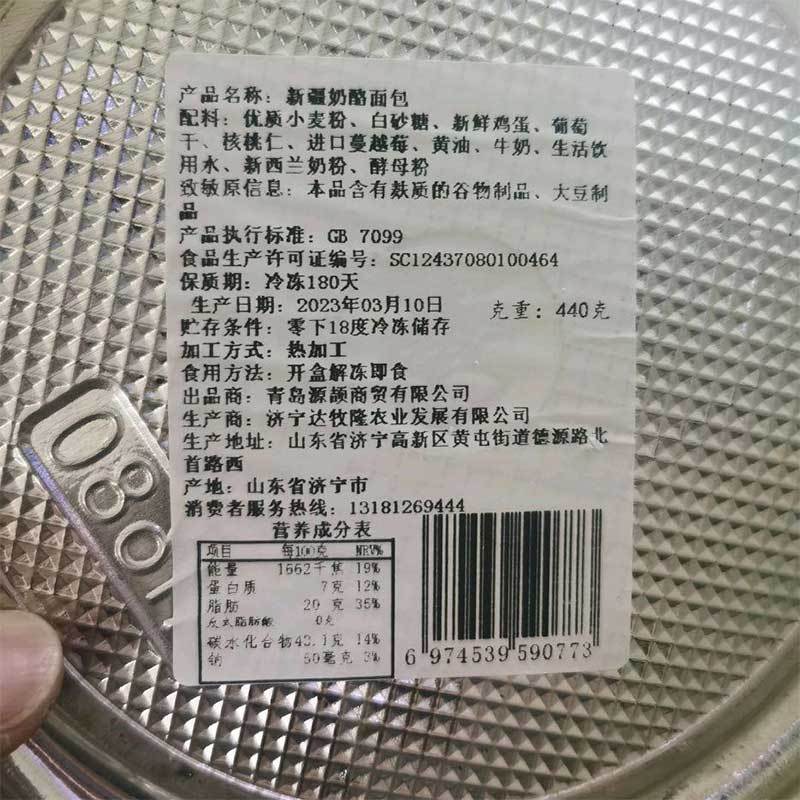 产品名称：新疆奶酪面包
配料：优质小麦粉、白砂糖、新鲜鸡蛋、葡萄
干、核桃仁、进口蔓越莓、黄油、牛奶、生活饮
用水、新西兰奶粉、酵母粉
致敏原信息：本品含有麸质的谷物制品、大豆制
品
产品执行标准：GB 7099
食品生产许可证编号：SC12437080100464
保质期：冷冻180天
生产日期：2023年03月10日 克重：440克
贮存条件：零下18度冷冻储存
加工方式：热加工
食用方法：开盒解冻即食
出品商：青岛源颉商贸有限公司
生产商：济宁达牧隆农业发展有限公司
生产地址：山东省济宁高新区黄屯街道德源路北
首路西
产地：山东省济宁市
消费者服务热线：13181269444
营养成分表
项目 每100克 NRV%
能量 1662千焦 19%
蛋白质 7克 12%
脂肪 20 克 35%
反式脂肪酸 0克
碳水化合物43.1克 14%
钠 60毫克 3%
6 974539 590773
080